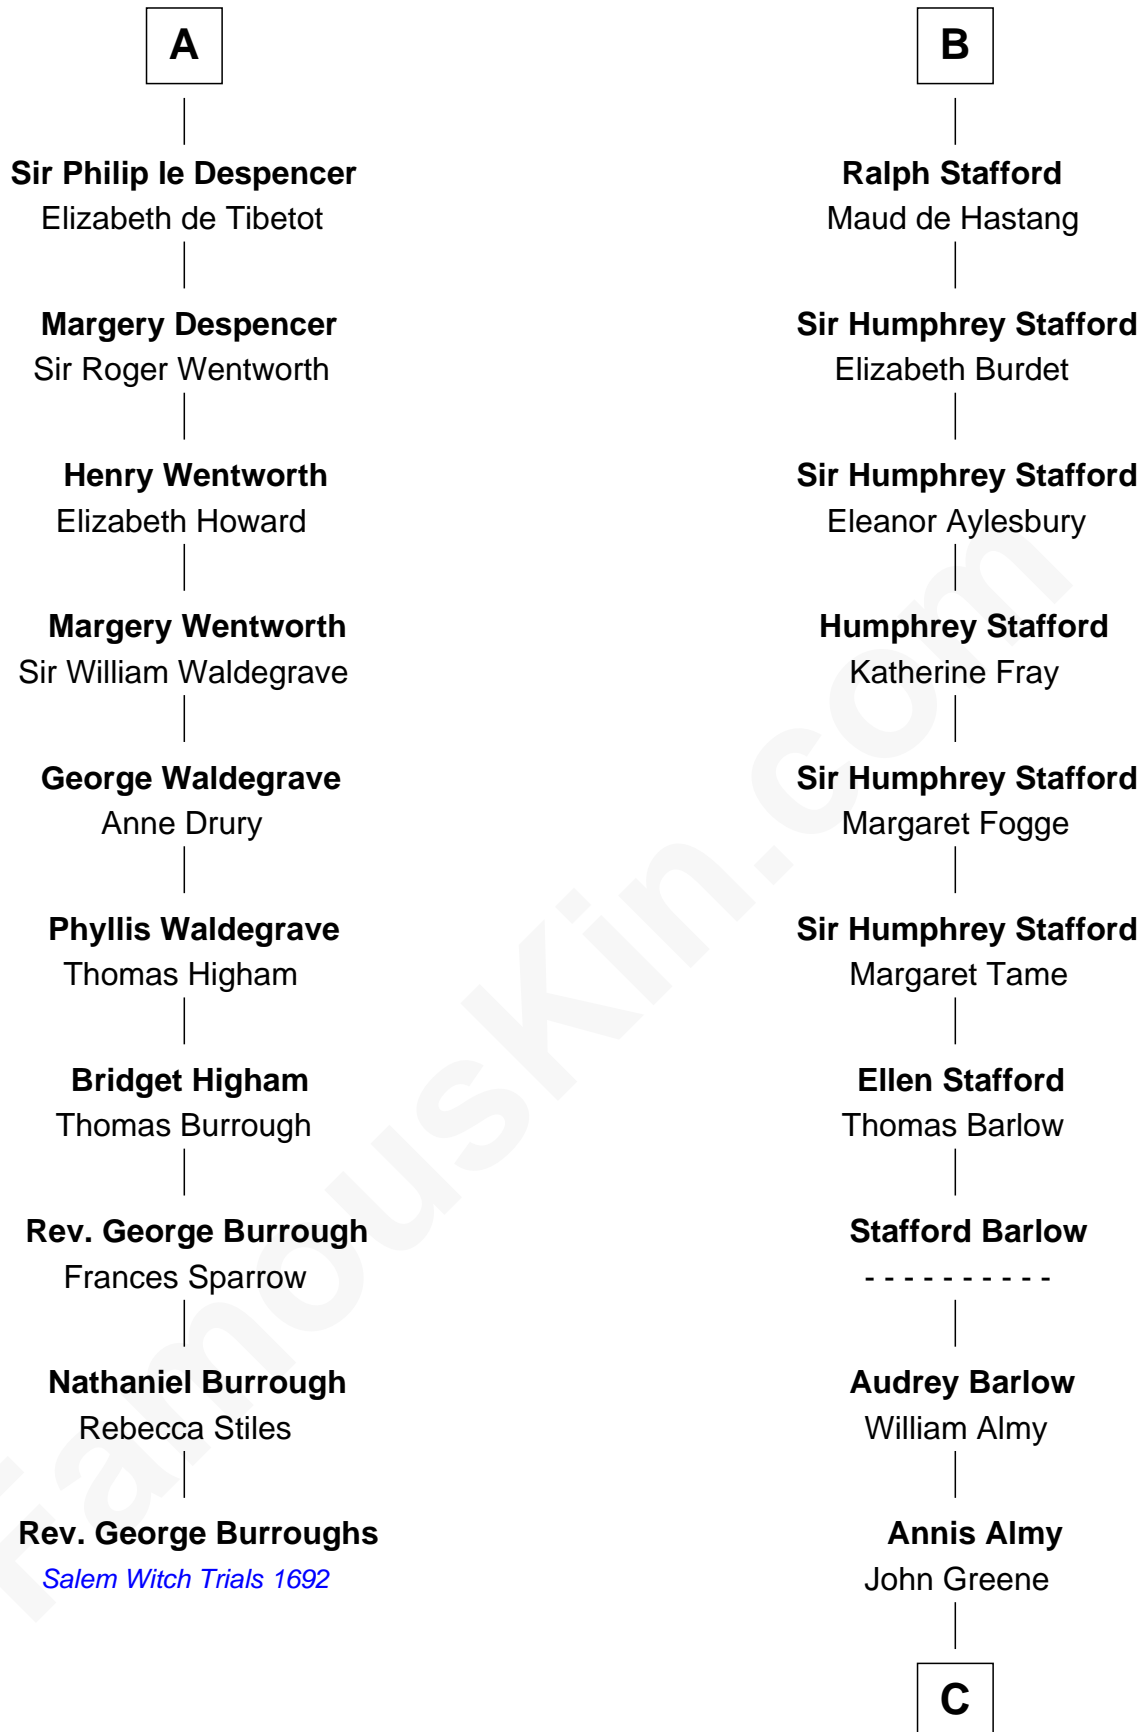 A
Sir Philip le Despencer
Elizabeth de Tibetot
Margery Despencer
Sir Roger Wentworth
Henry Wentworth
Elizabeth Howard
Margery Wentworth
Sir William Waldegrave
George Waldegrave
Anne Drury
Phyllis Waldegrave
Thomas Higham
Bridget Higham
Thomas Burrough
Rev. George Burrough
Frances Sparrow
Nathaniel Burrough
Rebecca Stiles
Rev. George Burroughs
Salem Witch Trials 1692
B
Ralph Stafford
Maud de Hastang
Sir Humphrey Stafford
Elizabeth Burdet
Sir Humphrey Stafford
Eleanor Aylesbury
Humphrey Stafford
Katherine Fray
Sir Humphrey Stafford
Margaret Fogge
Sir Humphrey Stafford
Margaret Tame
Ellen Stafford
Thomas Barlow
Stafford Barlow
- - - - - - - - - -
Audrey Barlow
William Almy
Annis Almy
John Greene
C
FamousKin.com